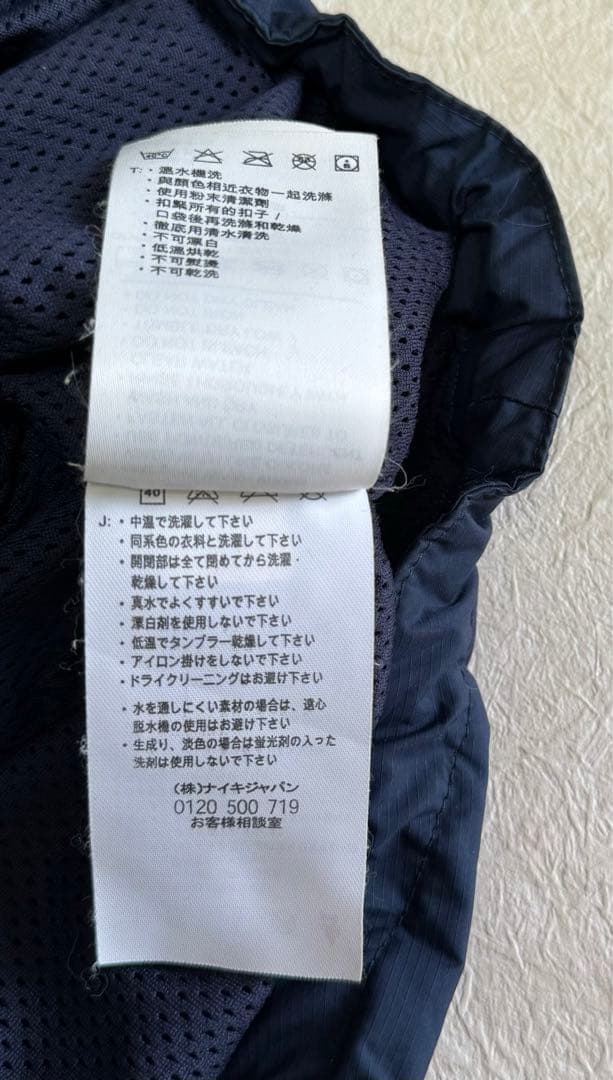 40°C
T: ・溫水機洗
・與顏色相近衣物一起洗滌
・使用粉末清潔劑
・扣緊所有的扣子 /
口袋後再洗滌和乾燥
・徹底用清水清洗
・不可漂白
・低溫烘乾
・不可熨燙
・不可乾洗
40
J: ・中温で洗濯して下さい
・同系色の衣料と洗濯して下さい
・開閉部は全て閉めてから洗濯・
乾燥して下さい
・真水でよくすすいで下さい
・漂白剤を使用しないで下さい
・低温でタンブラー乾燥して下さい
・アイロン掛けをしないで下さい
・ドライクリーニングはお避け下さい
・水を通しにくい素材の場合は、遠心
脱水機の使用はお避け下さい
・生成り、淡色の場合は蛍光剤の入った
洗剤は使用しないで下さい
(株)ナイキジャパン
0120 500 719
お客様相談室